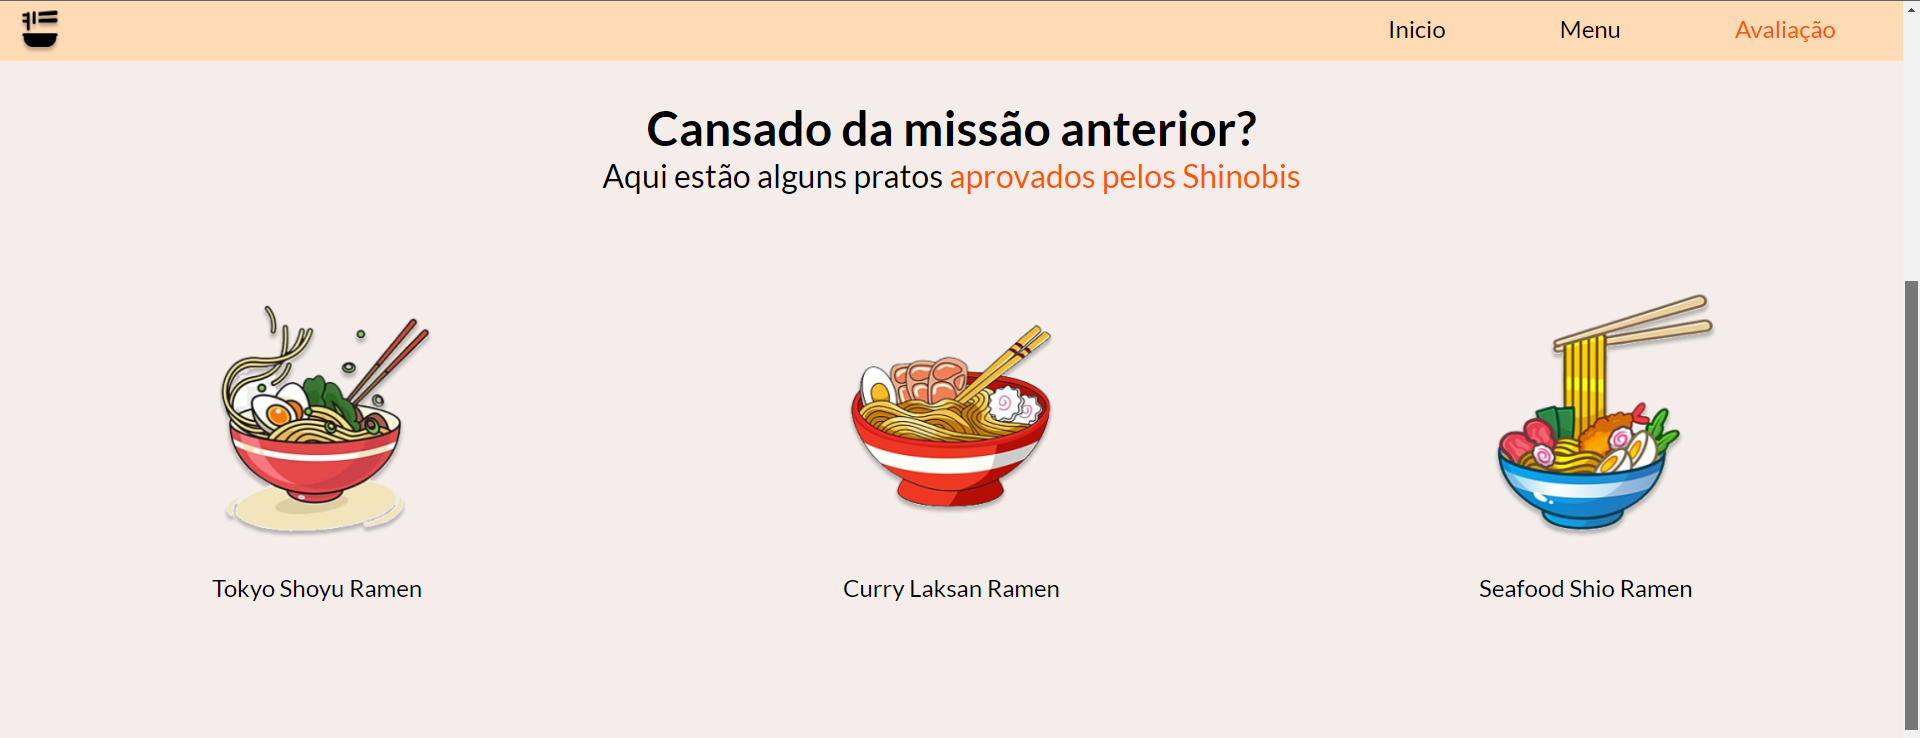 Inicio Menu Avaliação
Cansado da missão anterior?
Aqui estão alguns pratos aprovados pelos Shinobis
Tokyo Shoyu Ramen Curry Laksan Ramen Seafood Shio Ramen